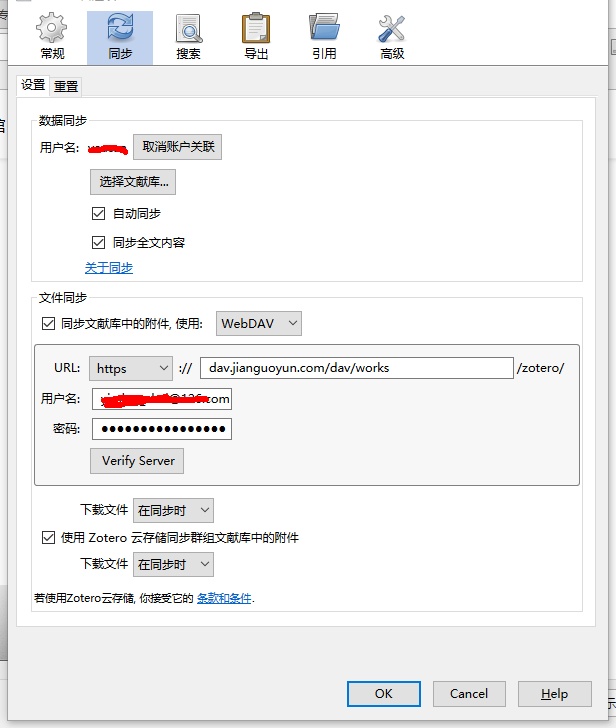 常规 同步 搜索 导出 引用 高级
设置 重置
数据同步
用户名: 取消账户关联
选择文献库...
自动同步
同步全文内容
关于同步
文件同步
同步文献库中的附件, 使用: WebDAV
URL: https :// dav.jianguoyun.com/dav/works /zotero/
用户名: .com
密码: ●●●●●●●●●●●●●●●●
Verify Server
下载文件 在同步时
使用 Zotero 云存储同步群组文献库中的附件
下载文件 在同步时
若使用Zotero云存储, 你接受它的 条款和条件.
OK Cancel Help